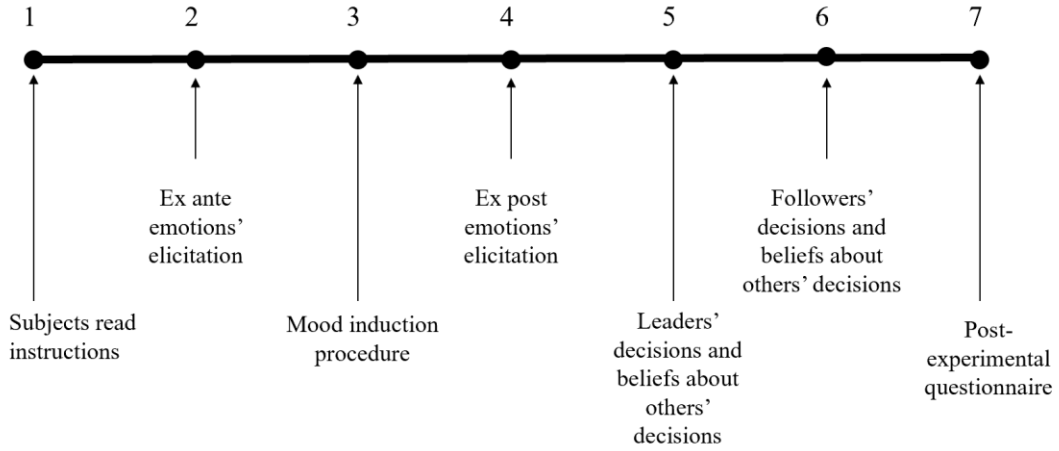 1 2 3 4 5 6 7
Ex ante
emotions’
elicitation
Ex post
emotions’
elicitation
Followers’
decisions and
beliefs about
others’ decisions
Subjects read
instructions
Mood induction
procedure
Leaders’
decisions and
beliefs about
others’
decisions
Post-
experimental
questionnaire